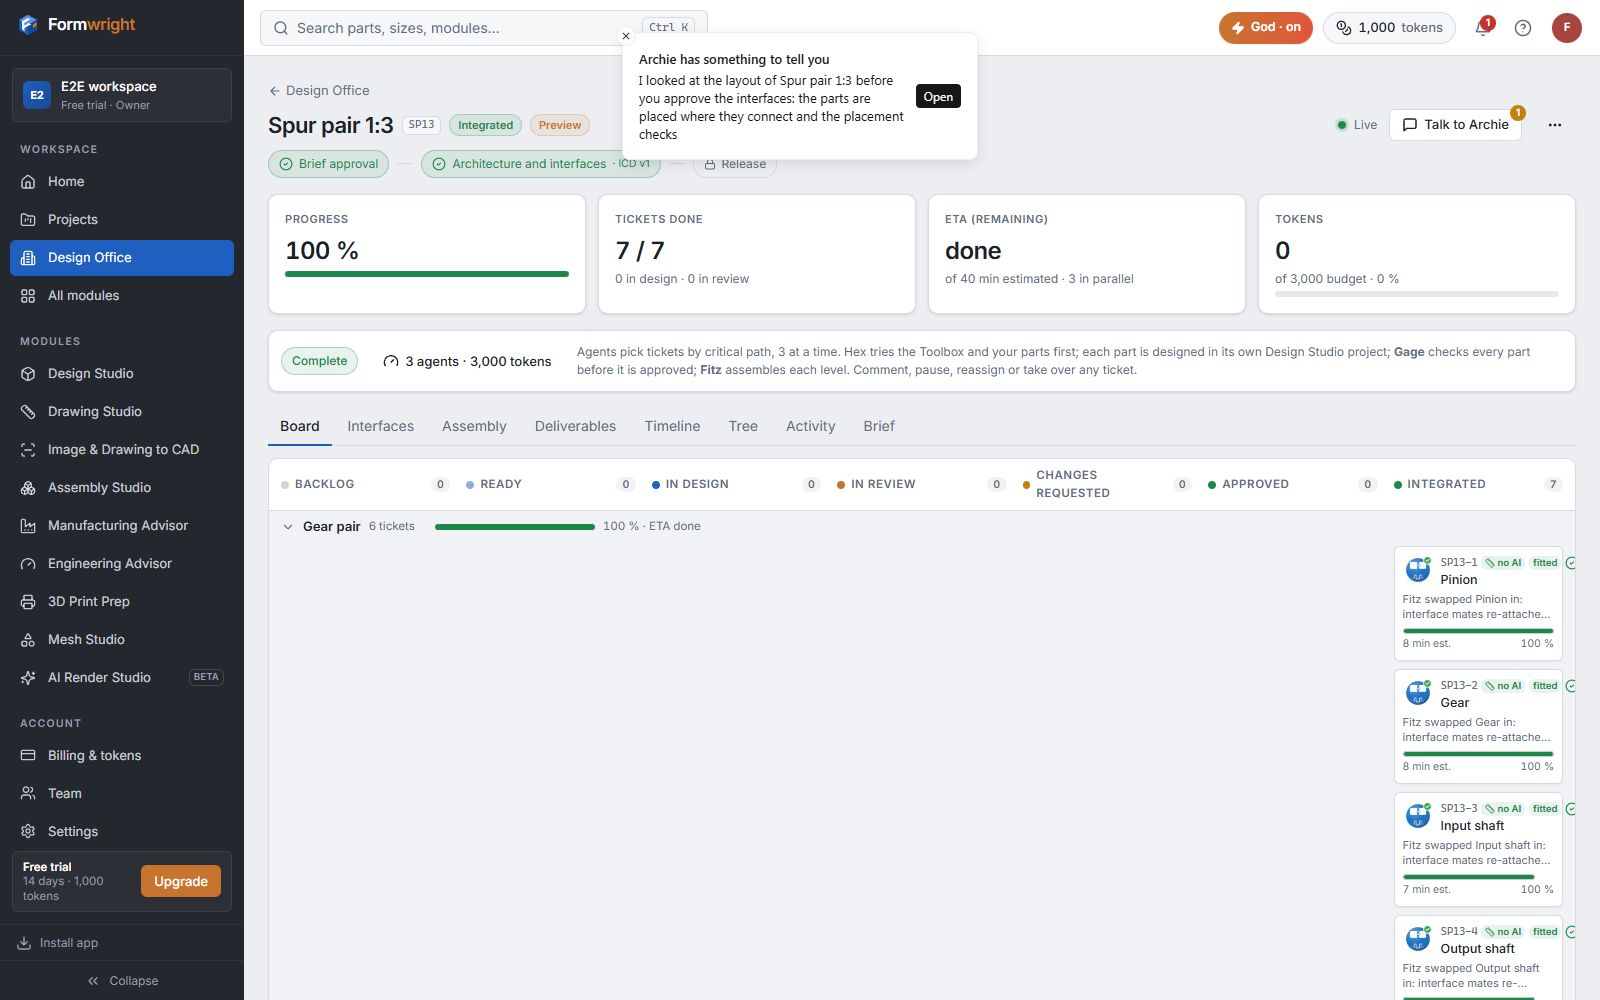 Formwright
E2
E2E workspace
Free trial · Owner
WORKSPACE
Home
Projects
Design Office
All modules
MODULES
Design Studio
Drawing Studio
Image & Drawing to CAD
Assembly Studio
Manufacturing Advisor
Engineering Advisor
3D Print Prep
Mesh Studio
AI Render Studio BETA
ACCOUNT
Billing & tokens
Team
Settings
Free trial
14 days · 1,000
tokens
Upgrade
Install app
Collapse
Search parts, sizes, modules...
Ctrl K
God · on
1,000 tokens
1
F
Archie has something to tell you
I looked at the layout of Spur pair 1:3 before
you approve the interfaces: the parts are
placed where they connect and the placement
checks
Open
Design Office
Spur pair 1:3 SP13 Integrated Preview
Live
Talk to Archie
1
Brief approval
Architecture and interfaces · ICD v1
Release
PROGRESS
100 %
TICKETS DONE
7 / 7
0 in design · 0 in review
ETA (REMAINING)
done
of 40 min estimated · 3 in parallel
TOKENS
0
of 3,000 budget · 0 %
Complete
3 agents · 3,000 tokens
Agents pick tickets by critical path, 3 at a time. Hex tries the Toolbox and your parts first; each part is designed in its own Design Studio project; Gage checks every part
before it is approved; Fitz assembles each level. Comment, pause, reassign or take over any ticket.
Board Interfaces Assembly Deliverables Timeline Tree Activity Brief
BACKLOG 0
READY 0
IN DESIGN 0
IN REVIEW 0
CHANGES
REQUESTED 0
APPROVED 0
INTEGRATED 7
Gear pair 6 tickets 100 % · ETA done
SP13-1 no AI fitted
Pinion
Fitz swapped Pinion in:
interface mates re-attache...
8 min est. 100 %
SP13-2 no AI fitted
Gear
Fitz swapped Gear in:
interface mates re-attache...
8 min est. 100 %
SP13-3 no AI fitted
Input shaft
Fitz swapped Input shaft in:
interface mates re-attache...
7 min est. 100 %
SP13-4 no AI fitted
Output shaft
Fitz swapped Output shaft
in: interface mates re-...